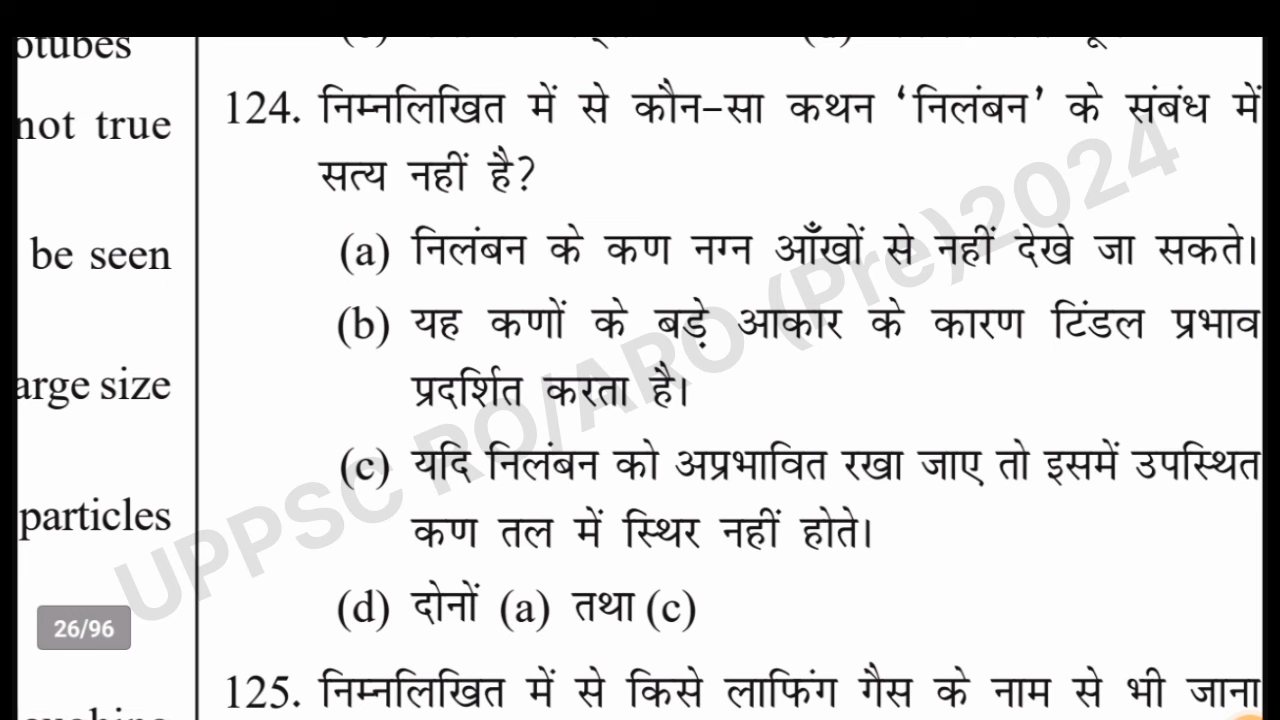 otubes
not true
be seen
arge size
particles
124. निम्नलिखित में से कौन-सा कथन ‘निलंबन’ के संबंध में
सत्य नहीं है?
(a) निलंबन के कण नग्न आँखों से नहीं देखे जा सकते।
(b) यह कणों के बड़े आकार के कारण टिंडल प्रभाव
प्रदर्शित करता है।
(c) यदि निलंबन को अप्रभावित रखा जाए तो इसमें उपस्थित
कण तल में स्थिर नहीं होते।
(d) दोनों (a) तथा (c)
125. निम्नलिखित में से किसे लाफिंग गैस के नाम से भी जाना
UPPSC RO/ARO (Pre) 2024
26/96